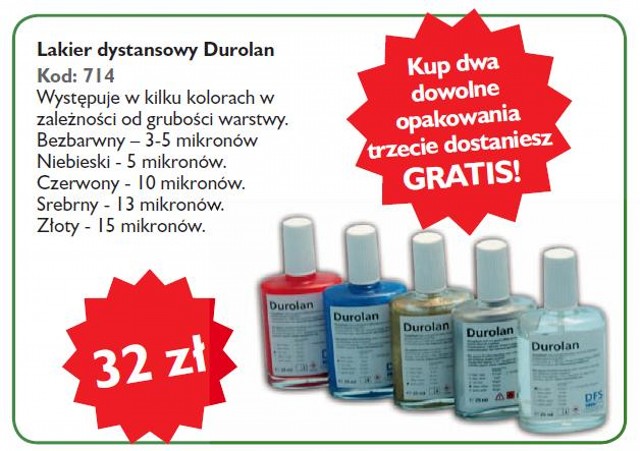 Lakier dystansowy Durolan
Kod: 714
Występuje w kilku kolorach w
zależności od grubości warstwy.
Bezbarwny – 3-5 mikronów
Niebieski - 5 mikronów.
Czerwony - 10 mikronów.
Srebrny - 13 mikronów.
Złoty - 15 mikronów.
Kup dwa
dowolne
opakowania
trzecie dostaniesz
GRATIS!
32 zł
Durolan
Durolan
Durolan
Durolan
Durolan
DFS